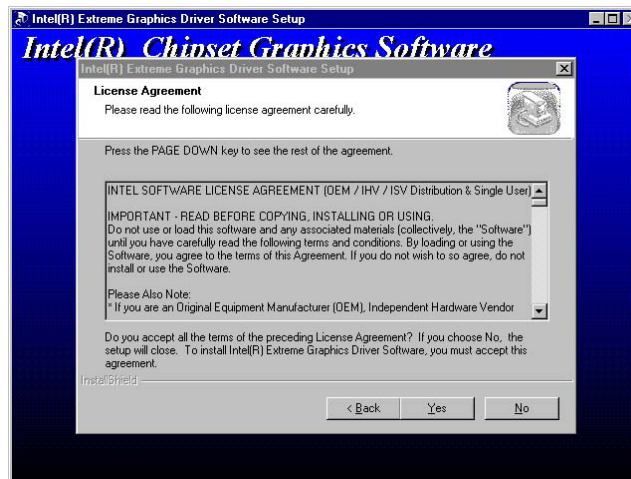 Intel(R) Extreme Graphics Driver Software Setup
Intel(R) Chipset Graphics Software
Intel(R) Extreme Graphics Driver Software Setup
License Agreement
Please read the following license agreement carefully.
Press the PAGE DOWN key to see the rest of the agreement.
INTEL SOFTWARE LICENSE AGREEMENT (OEM / IHV / ISV Distribution & Single User)
IMPORTANT - READ BEFORE COPYING, INSTALLING OR USING.
Do not use or load this software and any associated materials (collectively, the "Software")
until you have carefully read the following terms and conditions. By loading or using the
Software, you agree to the terms of this Agreement. If you do not wish to so agree, do not
install or use the Software.
Please Also Note:
* If you are an Original Equipment Manufacturer (OEM), Independent Hardware Vendor
Do you accept all the terms of the preceding License Agreement? If you choose No, the
setup will close. To install Intel(R) Extreme Graphics Driver Software, you must accept this
agreement.
InstallShield
< Back Yes No